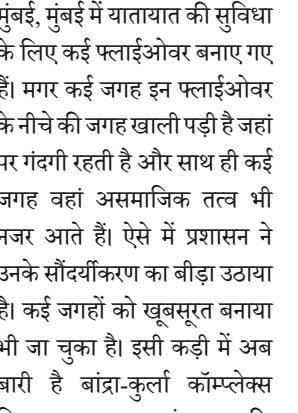 मुंबई, मुंबई में यातायात की सुविधा
के लिए कई फ्लाईओवर बनाए गए
हैं। मगर कई जगह इन फ्लाईओवर
के नीचे की जगह खाली पड़ी है जहां
पर गंदगी रहती है और साथ ही कई
जगह वहां असमाजिक तत्व भी
नजर आते हैं। ऐसे में प्रशासन ने
उनके सौंदर्यीकरण का बीड़ा उठाया
है। कई जगहों को खूबसूरत बनाया
भी जा चुका है। इसी कड़ी में अब
बारी है बांद्रा-कुर्ला कॉम्प्लेक्स